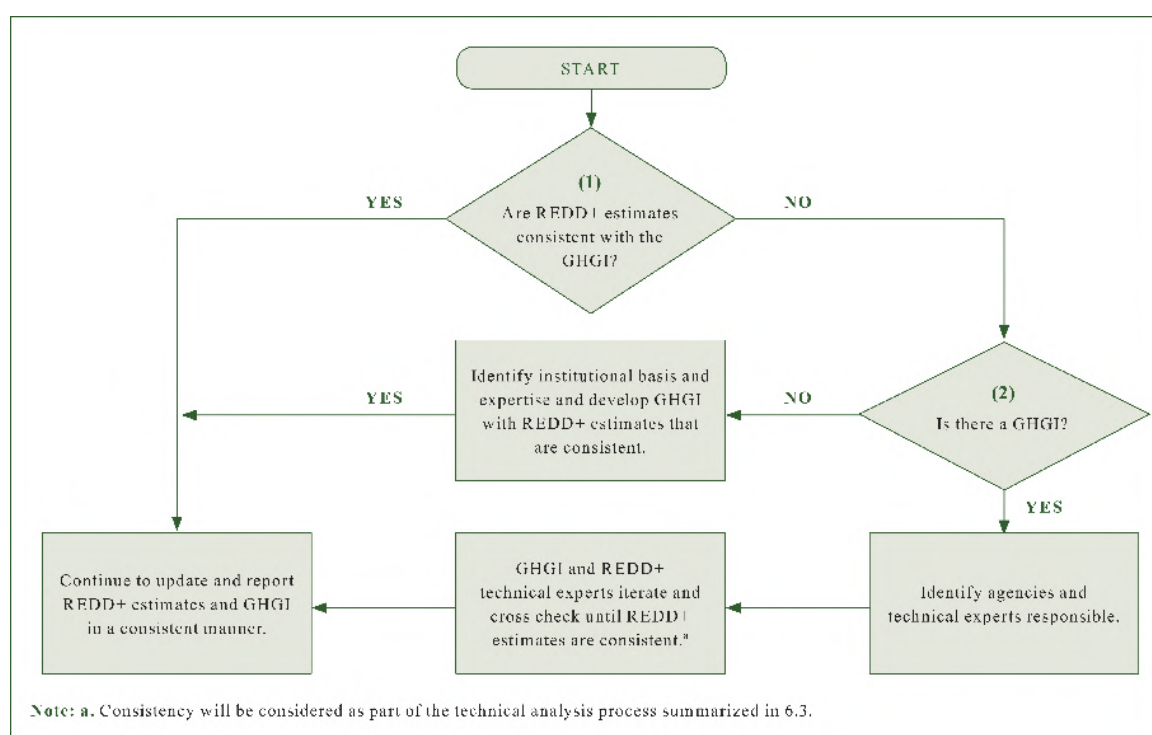 START
(1)
Are REDD+ estimates
consistent with the
GHGI?
YES
NO
(2)
Is there a GHGI?
NO
Identify institutional basis and
expertise and develop GHGI
with REDD+ estimates that
are consistent.
YES
YES
Identify agencies and
technical experts responsible.
GHGI and REDD+
technical experts iterate and
cross check until REDD+
estimates are consistent.ª
Continue to update and report
REDD+ estimates and GHGI
in a consistent manner.
Note: a. Consistency will be considered as part of the technical analysis process summarized in 6.3.